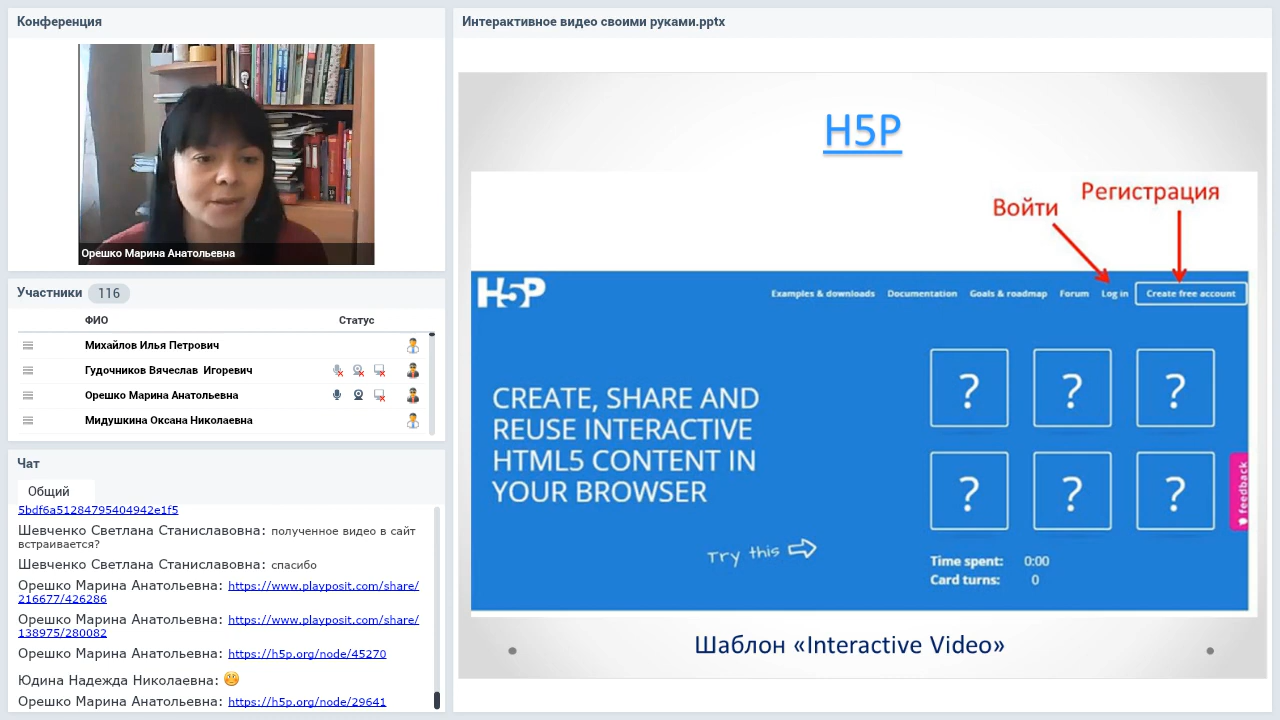 Конференция
Орешко Марина Анатольевна
Участники 116
ФИО Статус
Михайлов Илья Петрович
Гудочников Вячеслав Игоревич
Орешко Марина Анатольевна
Мидушкина Оксана Николаевна
Чат
Общий
5bdf6a51284795404942e1f5
Шевченко Светлана Станиславовна: полученное видео в сайт
встраивается?
Шевченко Светлана Станиславовна: спасибо
Орешко Марина Анатольевна: https://www.playposit.com/share/
216677/426286
Орешко Марина Анатольевна: https://www.playposit.com/share/
138975/280082
Орешко Марина Анатольевна: https://h5p.org/node/45270
Юдина Надежда Николаевна:
Орешко Марина Анатольевна: https://h5p.org/node/29641
Интерактивное видео своими руками.pptx
H5P
Войти
Регистрация
H5P
Examples & downloads Documentation Goals & roadmap Forum Log in Create free account
CREATE, SHARE AND
REUSE INTERACTIVE
HTML5 CONTENT IN
YOUR BROWSER
Try this
? ? ?
? ? ?
feedback
Time spent: 0:00
Card turns: 0
Шаблон «Interactive Video»